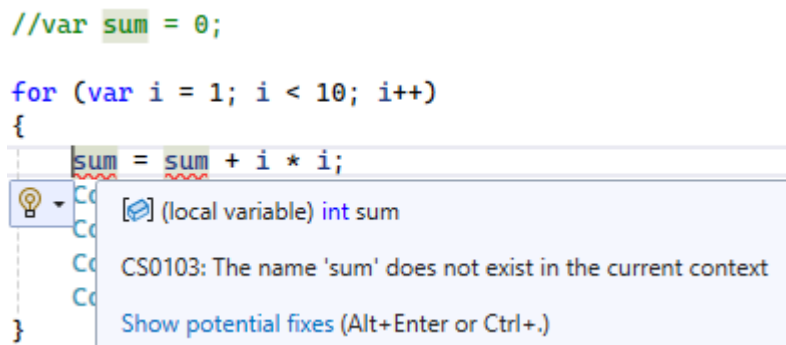 //var sum = 0;
for (var i = 1; i < 10; i++)
{
sum = sum + i * i;
(local variable) int sum
CS0103: The name 'sum' does not exist in the current context
Show potential fixes (Alt+Enter or Ctrl+.)
}